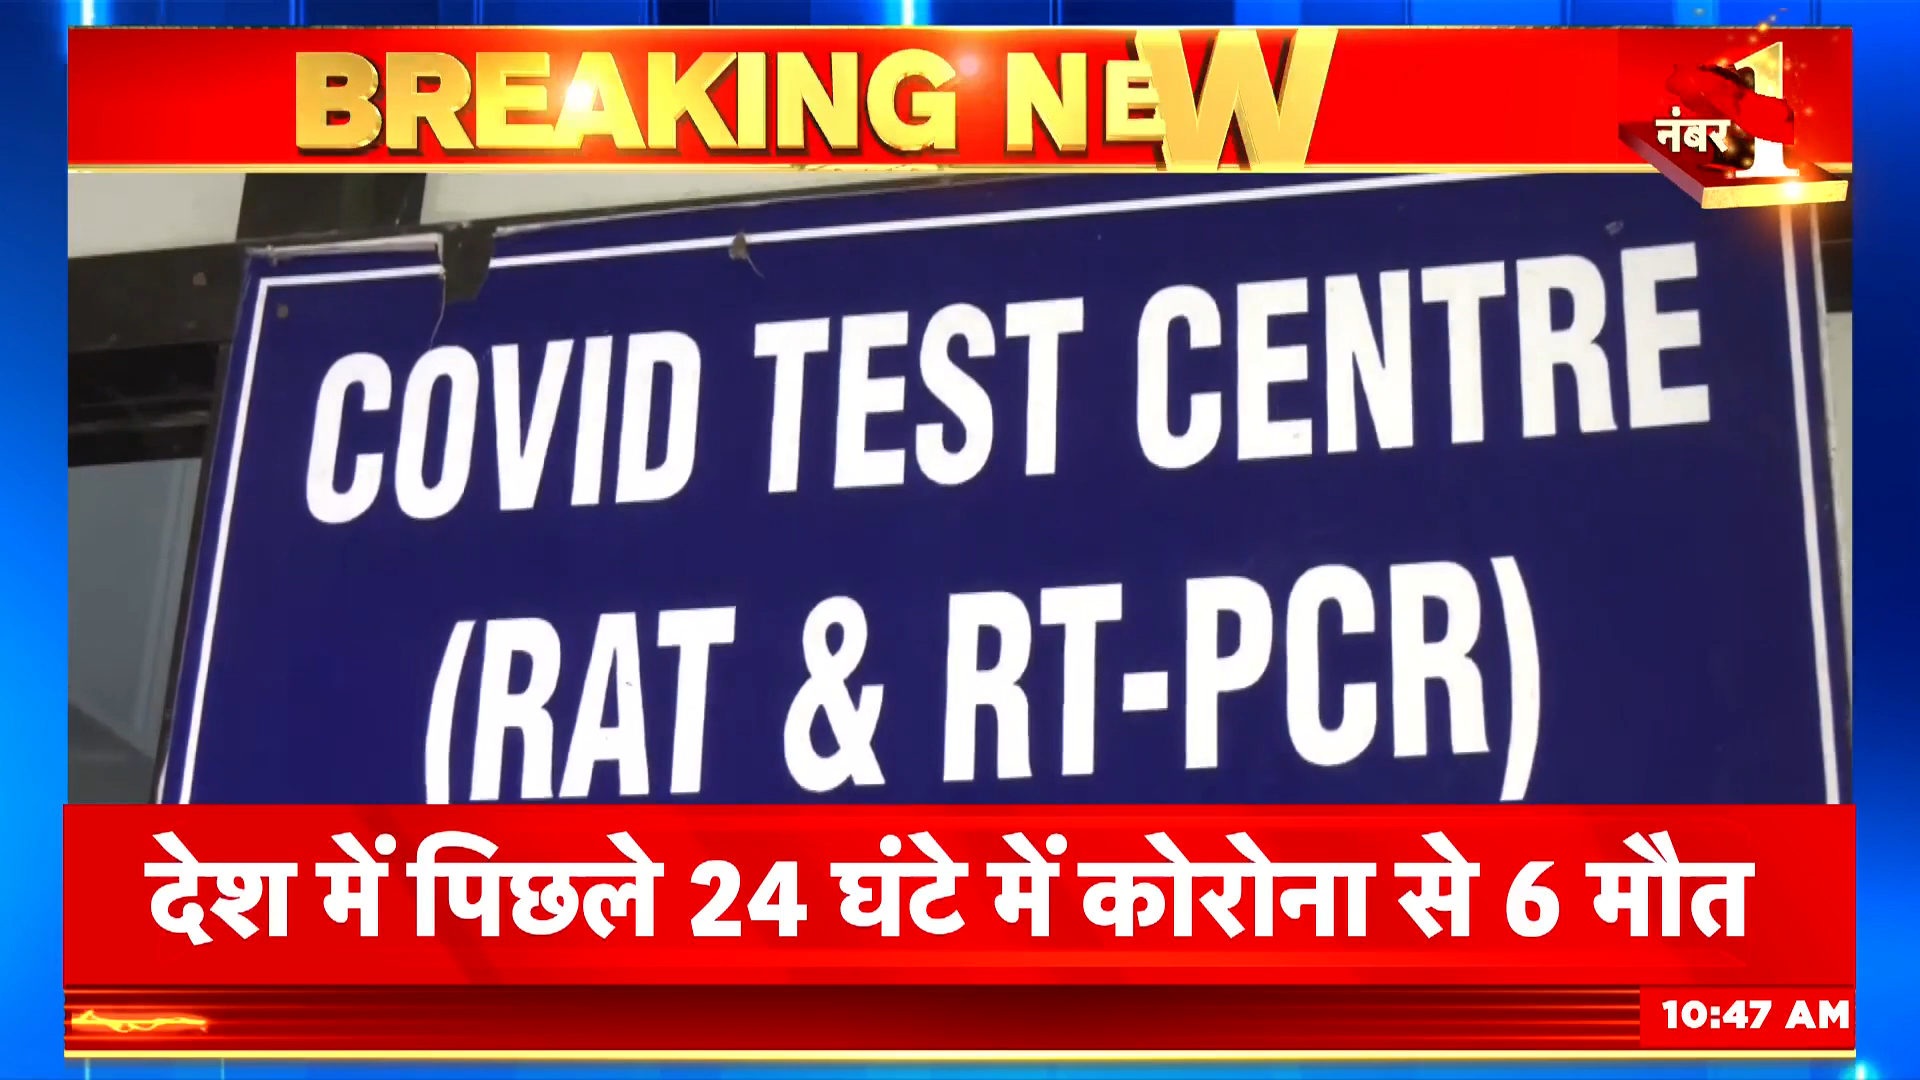 BREAKING NEW
नंबर 1
COVID TEST CENTRE
(RAT & RT-PCR)
देश में पिछले 24 घंटे में कोरोना से 6 मौत
10:47 AM